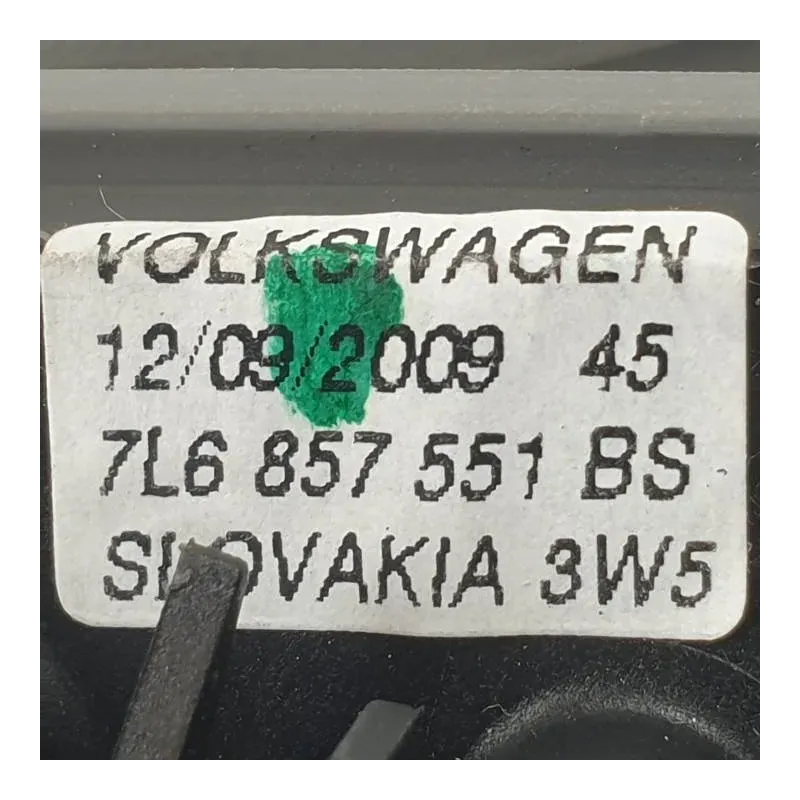 VOLKSWAGEN
12/09/2009 45
7L6 857 551 BS
SLOVAKIA 3W5